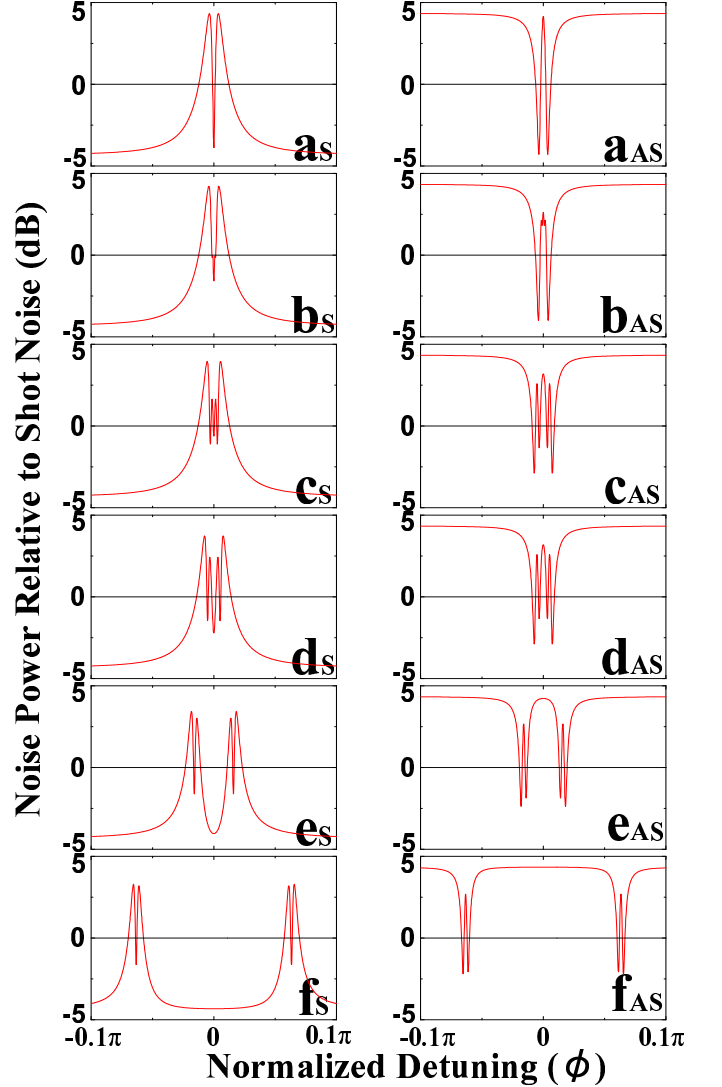 Noise Power Relative to Shot Noise (dB)
5
0
-5
aS
aAS
5
0
-5
5
0
-5
bS
bAS
5
0
-5
5
0
-5
cS
cAS
5
0
-5
5
0
-5
dS
dAS
5
0
-5
5
0
-5
eS
eAS
5
0
-5
5
0
-5
fS
fAS
5
0
-5
-0.1π 0 0.1π -0.1π 0 0.1π
Normalized Detuning (ϕ)